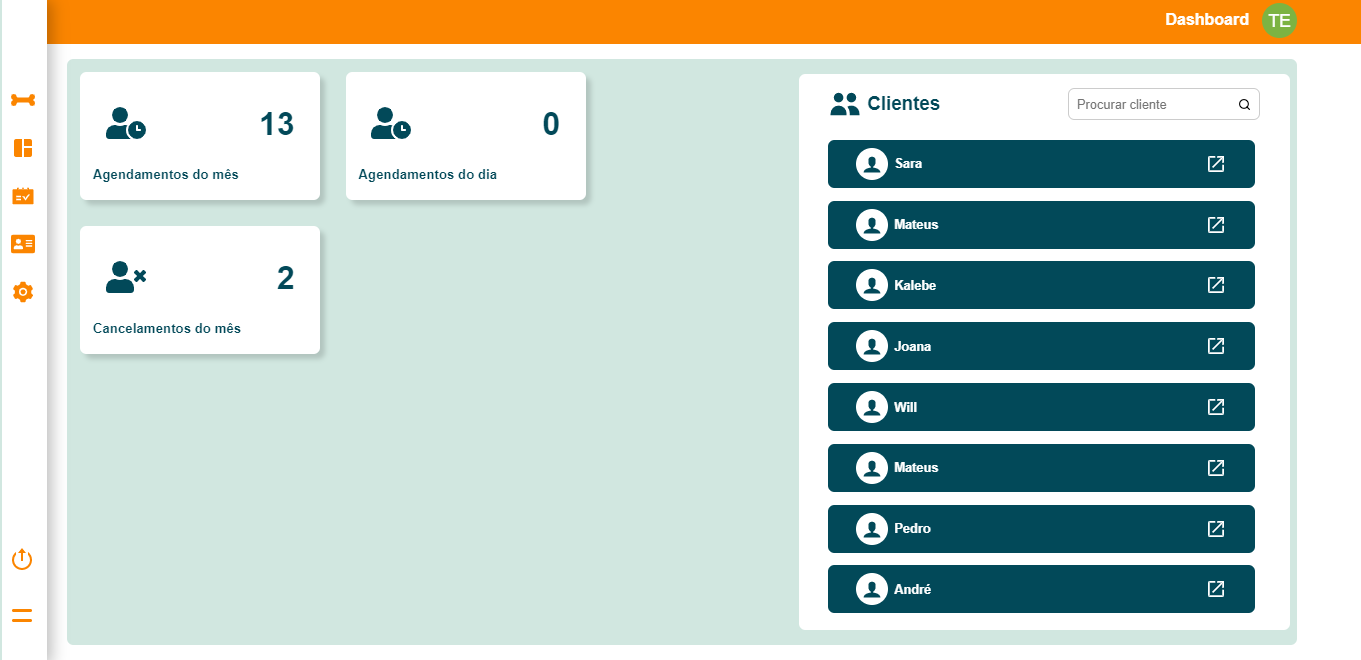 Dashboard
TE
13
Agendamentos do mês
0
Agendamentos do dia
2
Cancelamentos do mês
Clientes
Procurar cliente
Sara
Mateus
Kalebe
Joana
Will
Mateus
Pedro
André